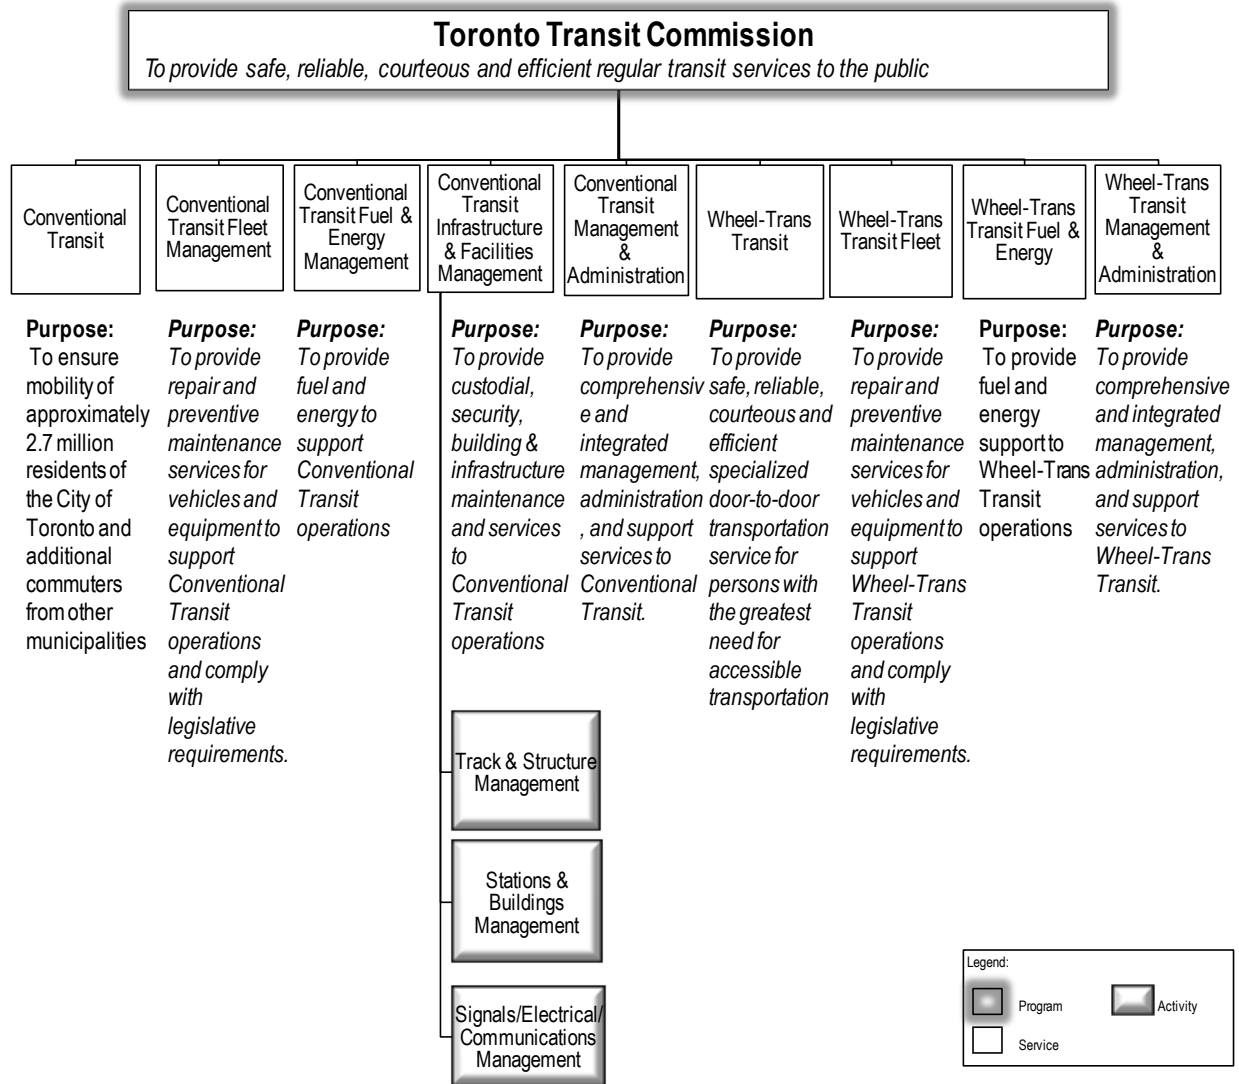 Toronto Transit Commission
To provide safe, reliable, courteous and efficient regular transit services to the public
Conventional
Transit
Conventional
Transit Fleet
Management
Conventional
Transit Fuel &
Energy
Management
Conventional
Transit
Infrastructure
& Facilities
Management
Conventional
Transit
Management
&
Administration
Wheel-Trans
Transit
Wheel-Trans
Transit Fleet
Wheel-Trans
Transit Fuel &
Energy
Wheel-Trans
Transit
Management
&
Administration
Purpose:
To ensure
mobility of
approximately
2.7 million
residents of
the City of
Toronto and
additional
commuters
from other
municipalities
Purpose:
To provide
repair and
preventive
maintenance
services for
vehicles and
equipment to
support
Conventional
Transit
operations
and comply
with
legislative
requirements.
Purpose:
To provide
fuel and
energy to
support
Conventional
Transit
operations
Purpose:
To provide
custodial,
security,
building &
infrastructure
maintenance
and services
to
Conventional
Transit
operations
Purpose:
To provide
comprehensiv
e and
integrated
management,
administration
, and support
services to
Conventional
Transit.
Purpose:
To provide
safe, reliable,
courteous and
efficient
specialized
door-to-door
transportation
service for
persons with
the greatest
need for
accessible
transportation
Purpose:
To provide
repair and
preventive
maintenance
services for
vehicles and
equipment to
support
Wheel-Trans
Transit
operations
and comply
with
legislative
requirements.
Purpose:
To provide
fuel and
energy
support to
Wheel-Trans
Transit
operations
Purpose:
To provide
comprehensive
and integrated
management,
administration,
and support
services to
Wheel-Trans
Transit.
Track & Structure
Management
Stations &
Buildings
Management
Signals/Electrical/
Communications
Management
Legend:
Program
Activity
Service